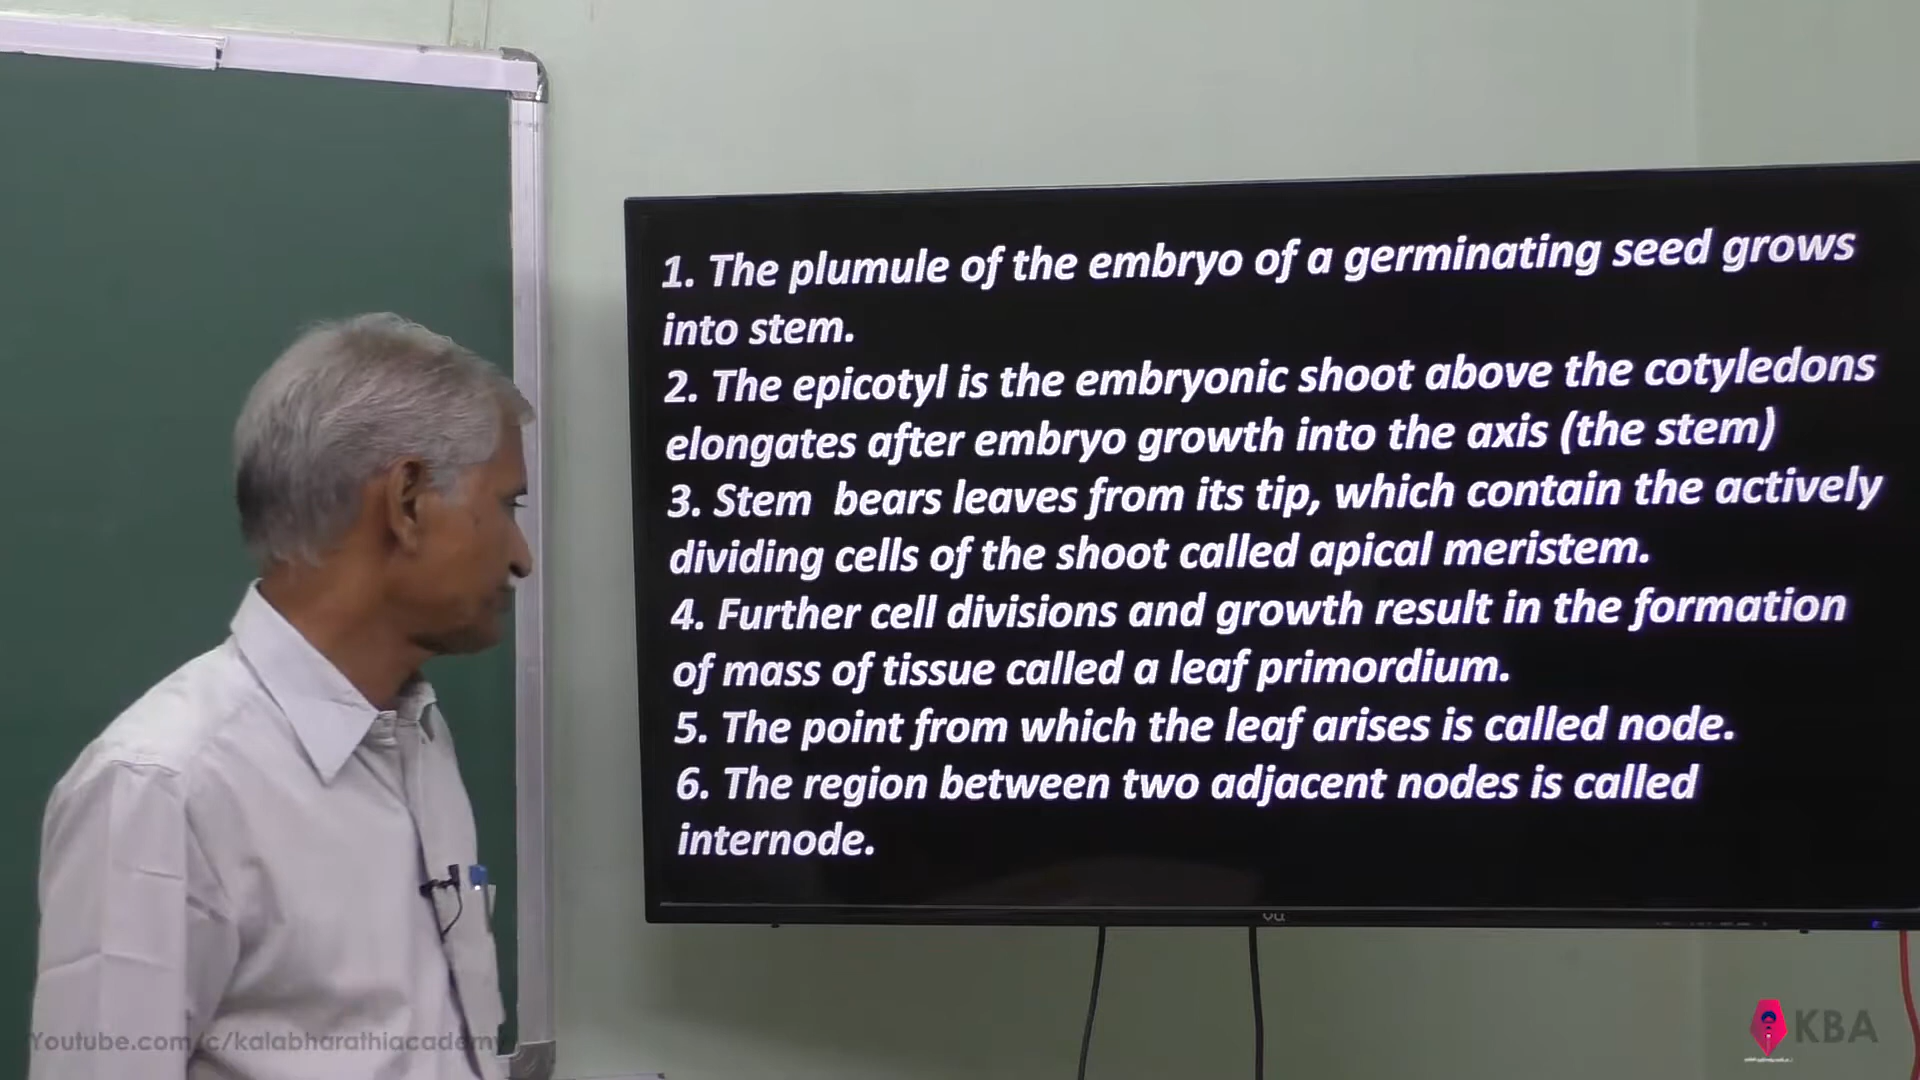 1. The plumule of the embryo of a germinating seed grows
into stem.
2. The epicotyl is the embryonic shoot above the cotyledons
elongates after embryo growth into the axis (the stem)
3. Stem bears leaves from its tip, which contain the actively
dividing cells of the shoot called apical meristem.
4. Further cell divisions and growth result in the formation
of mass of tissue called a leaf primordium.
5. The point from which the leaf arises is called node.
6. The region between two adjacent nodes is called
internode.
Youtube.com/c/kalabharathiacademy
KBA